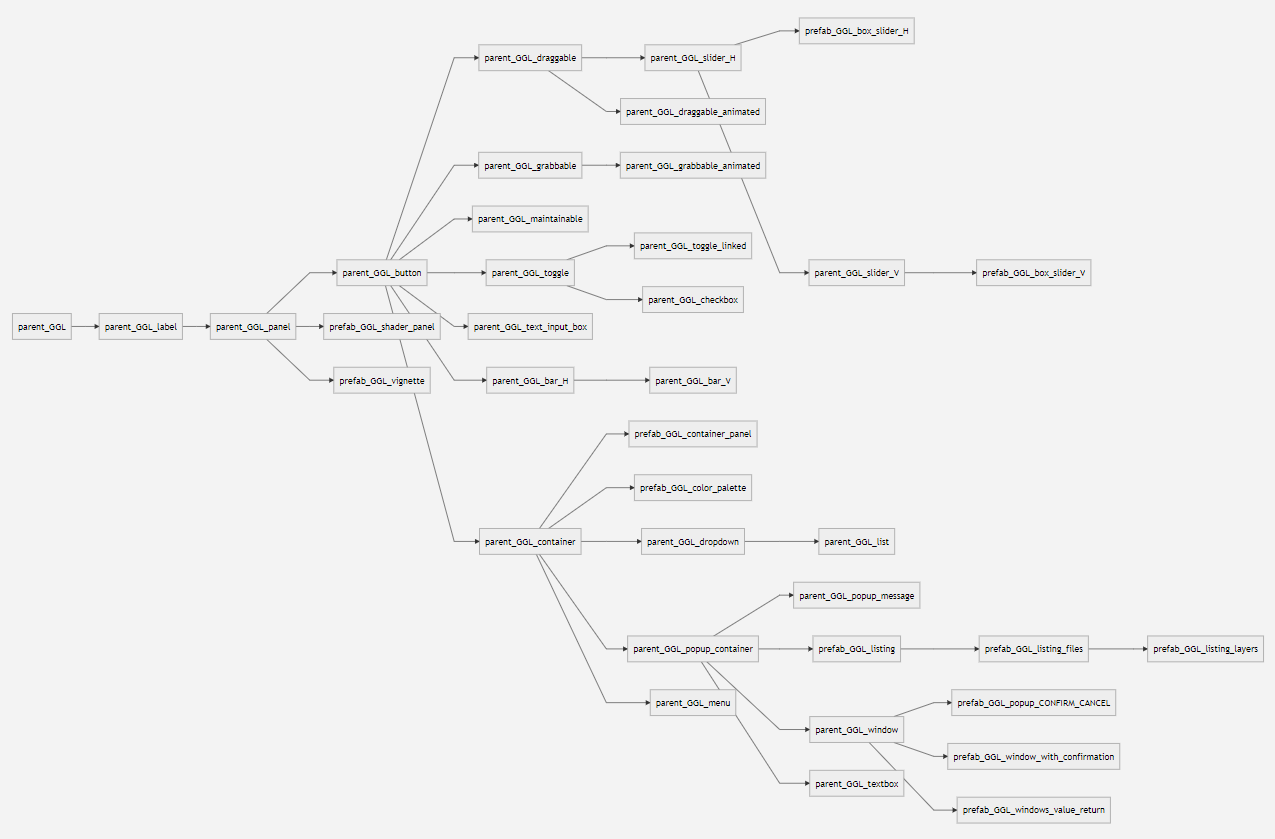 prefab_GGL_box_slider_H
parent_GGL_draggable
parent_GGL_slider_H
parent_GGL_draggable_animated
parent_GGL_grabbable
parent_GGL_grabbable_animated
parent_GGL_maintainable
parent_GGL_toggle_linked
parent_GGL_button
parent_GGL_toggle
parent_GGL_slider_V
prefab_GGL_box_slider_V
parent_GGL_checkbox
parent_GGL
parent_GGL_label
parent_GGL_panel
prefab_GGL_shader_panel
parent_GGL_text_input_box
prefab_GGL_vignette
parent_GGL_bar_H
parent_GGL_bar_V
prefab_GGL_container_panel
prefab_GGL_color_palette
parent_GGL_container
parent_GGL_dropdown
parent_GGL_list
parent_GGL_popup_message
parent_GGL_popup_container
prefab_GGL_listing
prefab_GGL_listing_files
prefab_GGL_listing_layers
parent_GGL_menu
prefab_GGL_popup_CONFIRM_CANCEL
parent_GGL_window
prefab_GGL_window_with_confirmation
parent_GGL_textbox
prefab_GGL_windows_value_return